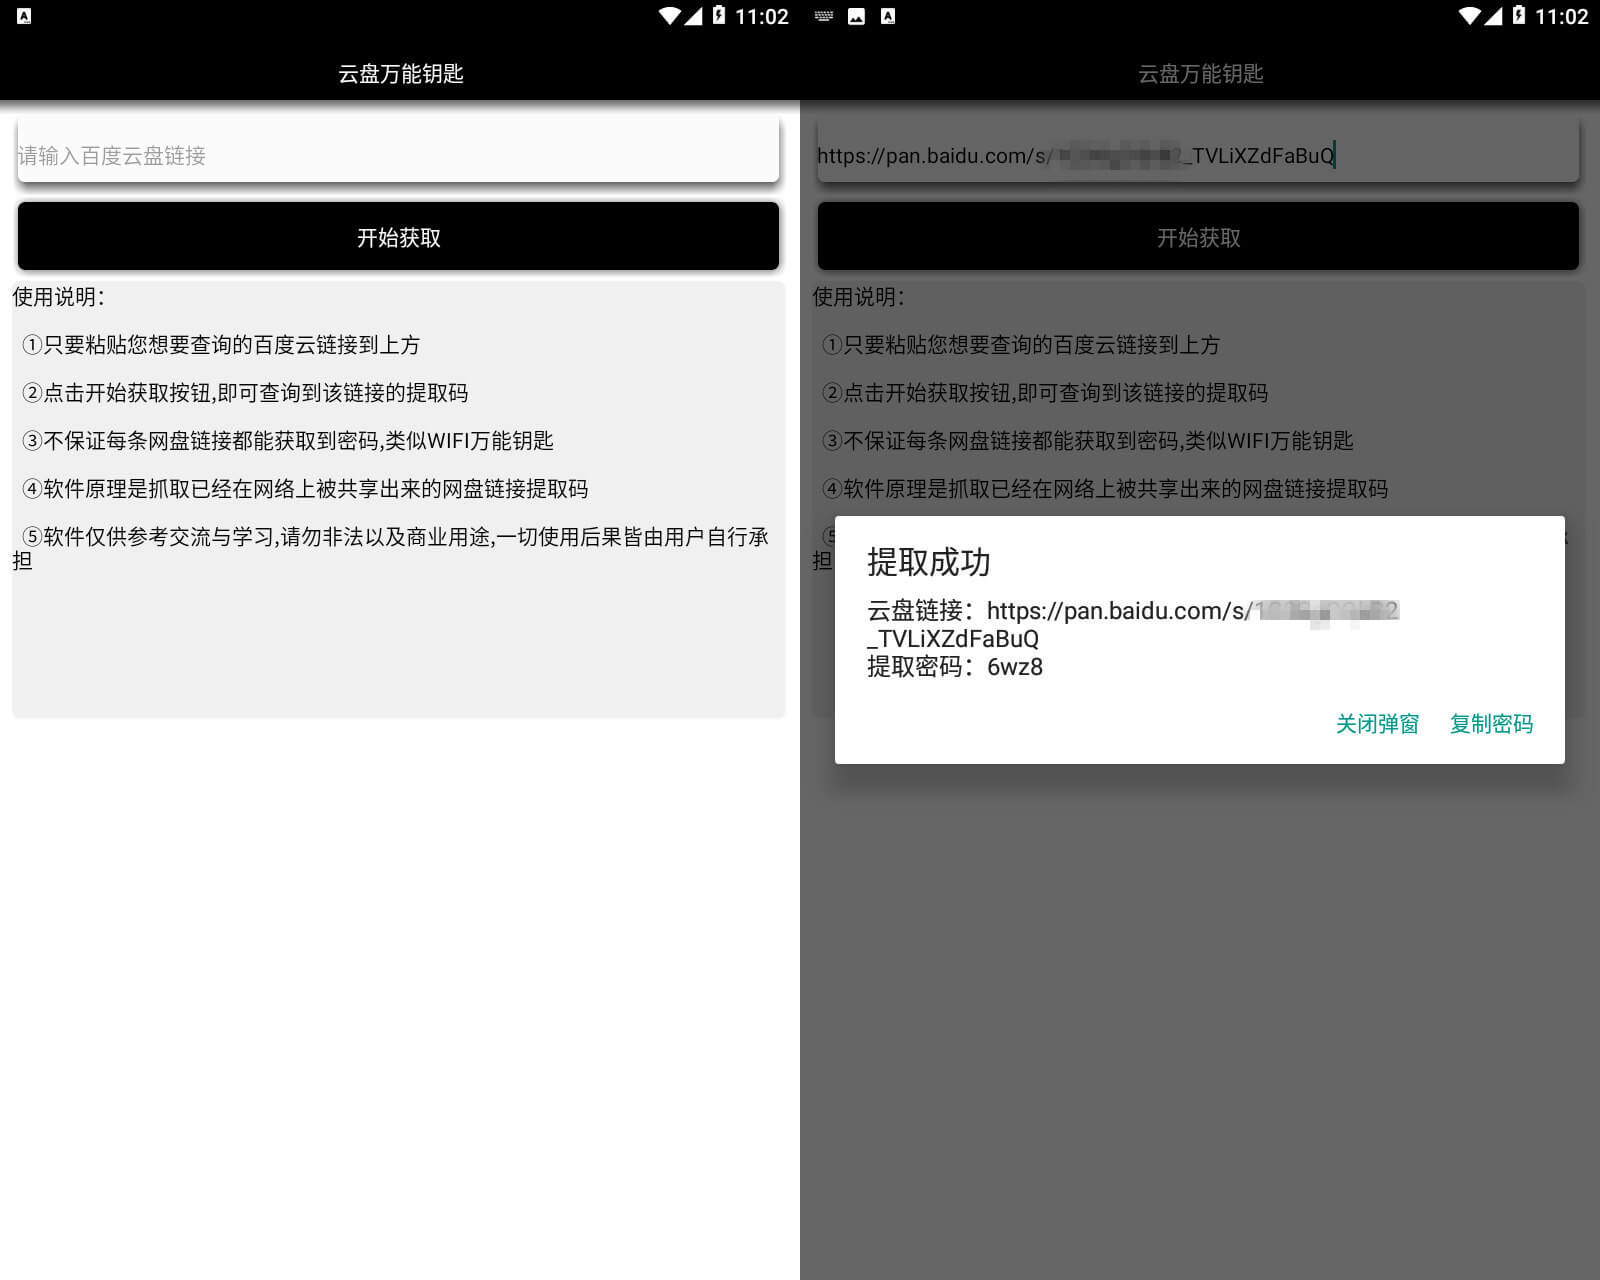 11:02
云盘万能钥匙
请输入百度云盘链接
开始获取
使用说明：
①只要粘贴您想要查询的百度云链接到上方
②点击开始获取按钮,即可查询到该链接的提取码
③不保证每条网盘链接都能获取到密码,类似WIFI万能钥匙
④软件原理是抓取已经在网络上被共享出来的网盘链接提取码
⑤软件仅供参考交流与学习,请勿非法以及商业用途,一切使用后果皆由用户自行承
担
11:02
云盘万能钥匙
https://pan.baidu.com/s/ _TVLiXZdFaBuQ
开始获取
使用说明：
①只要粘贴您想要查询的百度云链接到上方
②点击开始获取按钮,即可查询到该链接的提取码
③不保证每条网盘链接都能获取到密码,类似WIFI万能钥匙
④软件原理是抓取已经在网络上被共享出来的网盘链接提取码
担
提取成功
云盘链接：https://pan.baidu.com/s/
_TVLiXZdFaBuQ
提取密码：6wz8
关闭弹窗 复制密码